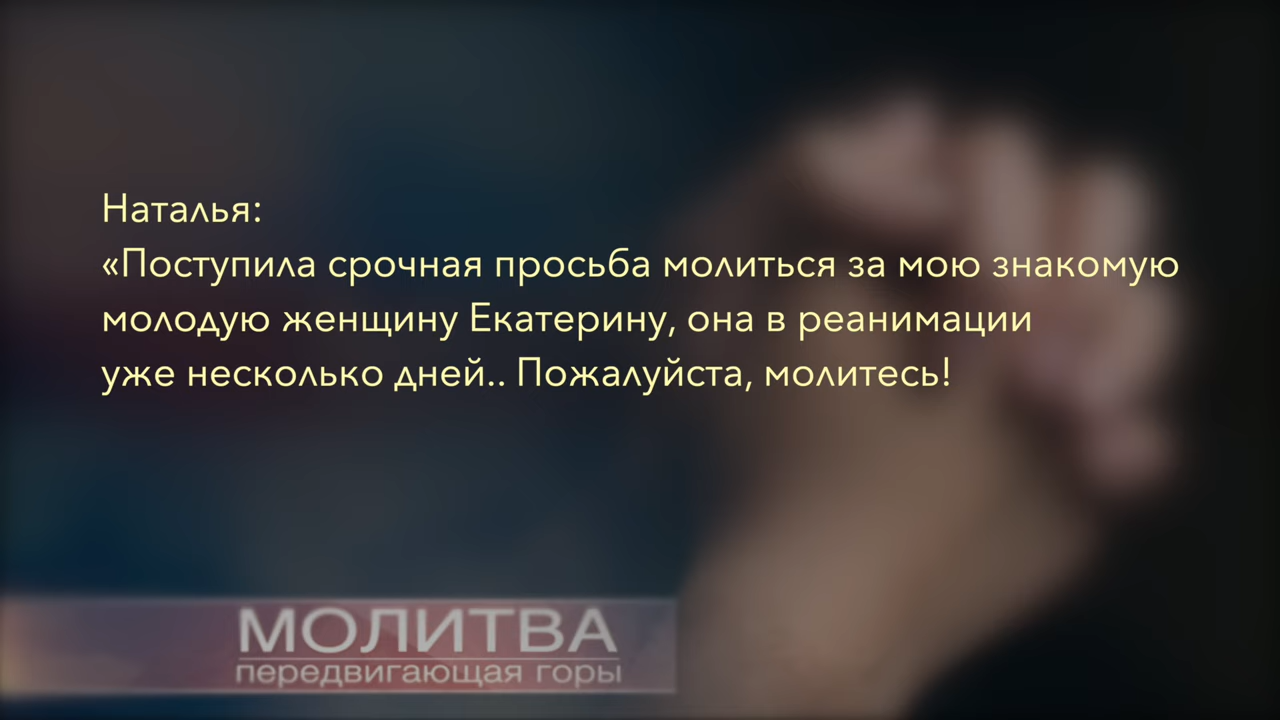 Наталья:
«Поступила срочная просьба молиться за мою знакомую
молодую женщину Екатерину, она в реанимации
уже несколько дней.. Пожалуйста, молитесь!
МОЛИТВА
передвигающая горы